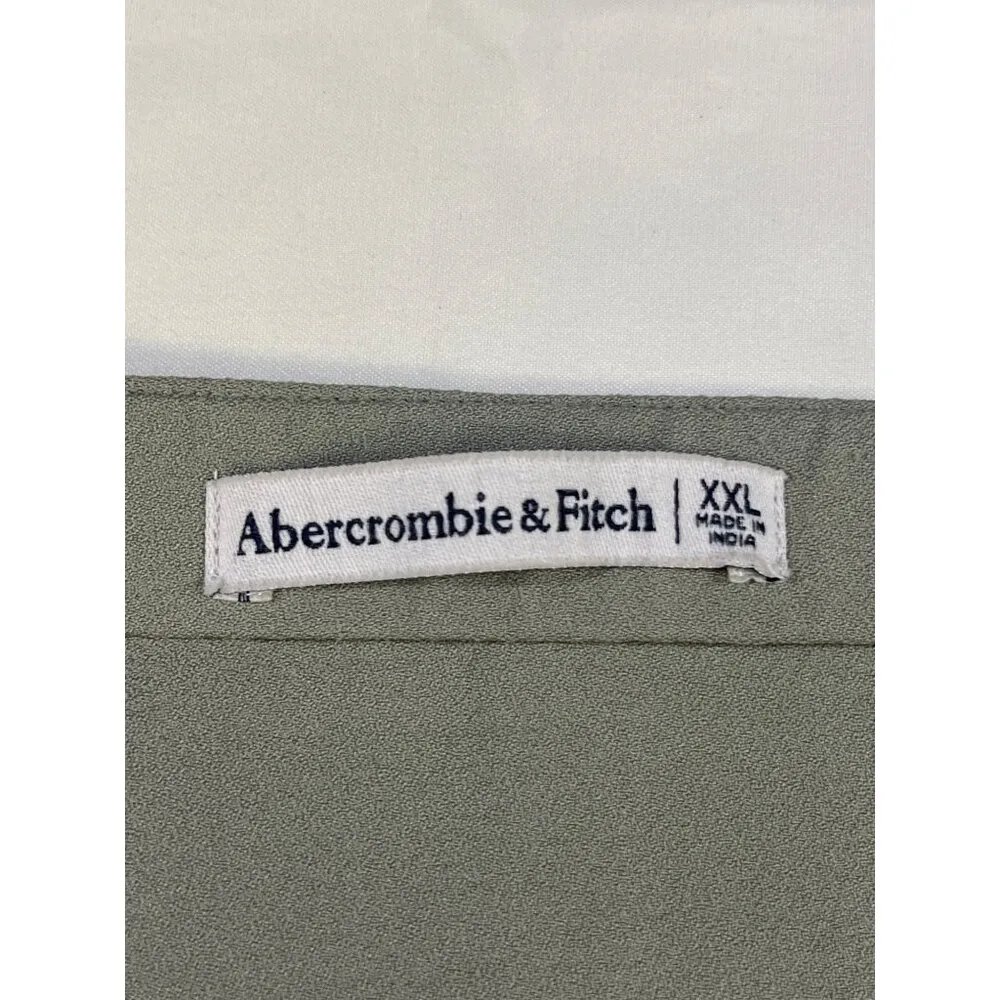 Abercrombie & Fitch | XXL
MADE IN
INDIA